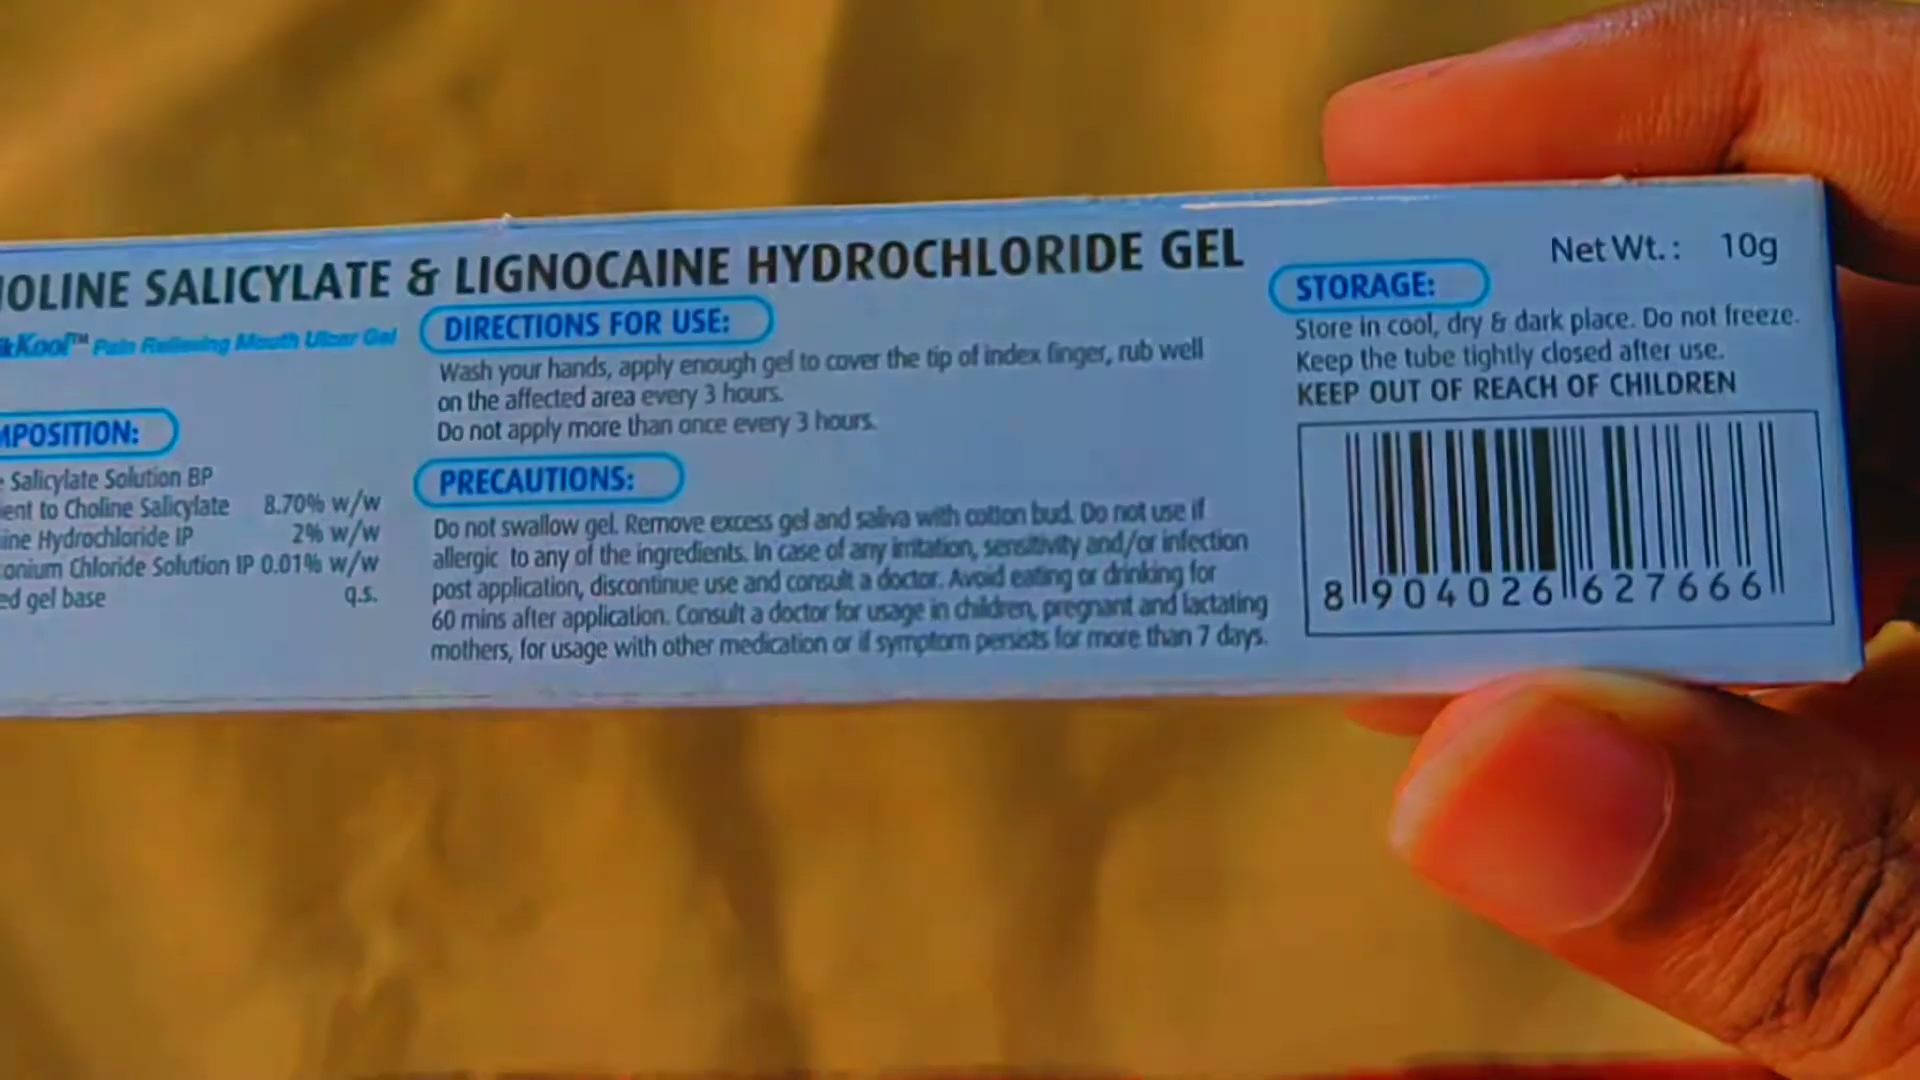 OLINE SALICYLATE & LIGNOCAINE HYDROCHLORIDE GEL
kKool™ Pain Relieving Mouth Ulcer Gel
MPOSITION:
Salicylate Solution BP
ent to Choline Salicylate 8.70% w/w
ine Hydrochloride IP 2% w/w
onium Chloride Solution IP 0.01% w/w
ed gel base q.s.
DIRECTIONS FOR USE:
Wash your hands, apply enough gel to cover the tip of index finger, rub well
on the affected area every 3 hours.
Do not apply more than once every 3 hours.
PRECAUTIONS:
Do not swallow gel. Remove excess gel and saliva with cotton bud. Do not use if
allergic to any of the ingredients. In case of any irritation, sensitivity and/or infection
post application, discontinue use and consult a doctor. Avoid eating or drinking for
60 mins after application. Consult a doctor for usage in children, pregnant and lactating
mothers, for usage with other medication or if symptom persists for more than 7 days.
Net Wt.: 10g
STORAGE:
Store in cool, dry & dark place. Do not freeze.
Keep the tube tightly closed after use.
KEEP OUT OF REACH OF CHILDREN
8 904026 627666